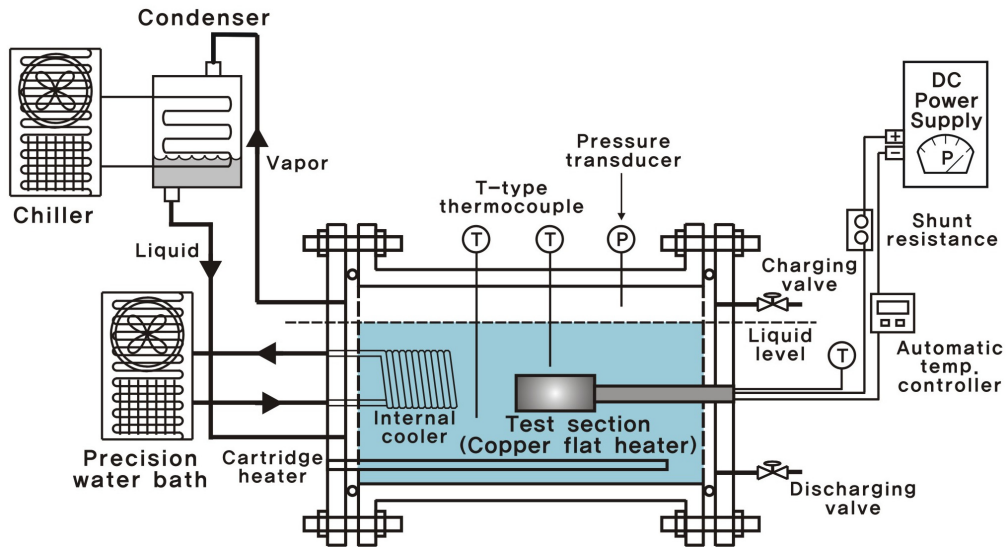 Condenser
Chiller
Vapor
Liquid
Precision
water bath
Pressure
transducer
T-type
thermocouple
T
T
P
DC
Power
Supply
+
−
P
Shunt
resistance
Charging
valve
Liquid
level
T
Automatic
temp.
controller
Internal
cooler
Test section
(Copper flat heater)
Cartridge
heater
Discharging
valve